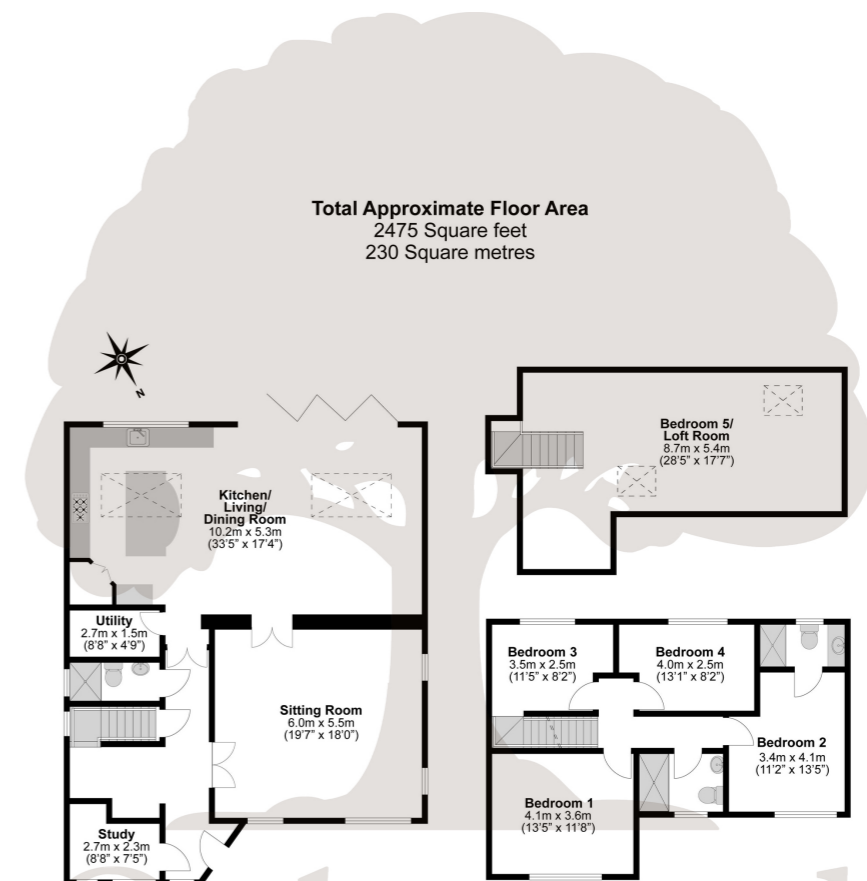 Total Approximate Floor Area
2475 Square feet
230 Square metres
N
Kitchen/
Living/
Dining Room
10.2m x 5.3m
(33'5" x 17'4")
Utility
2.7m x 1.5m
(8'8" x 4'9")
Sitting Room
6.0m x 5.5m
(19'7" x 18'0")
Study
2.7m x 2.3m
(8'8" x 7'5")
Bedroom 5/
Loft Room
8.7m x 5.4m
(28'5" x 17'7")
Bedroom 3
3.5m x 2.5m
(11'5" x 8'2")
Bedroom 4
4.0m x 2.5m
(13'1" x 8'2")
Bedroom 2
3.4m x 4.1m
(11'2" x 13'5")
Bedroom 1
4.1m x 3.6m
(13'5" x 11'8")